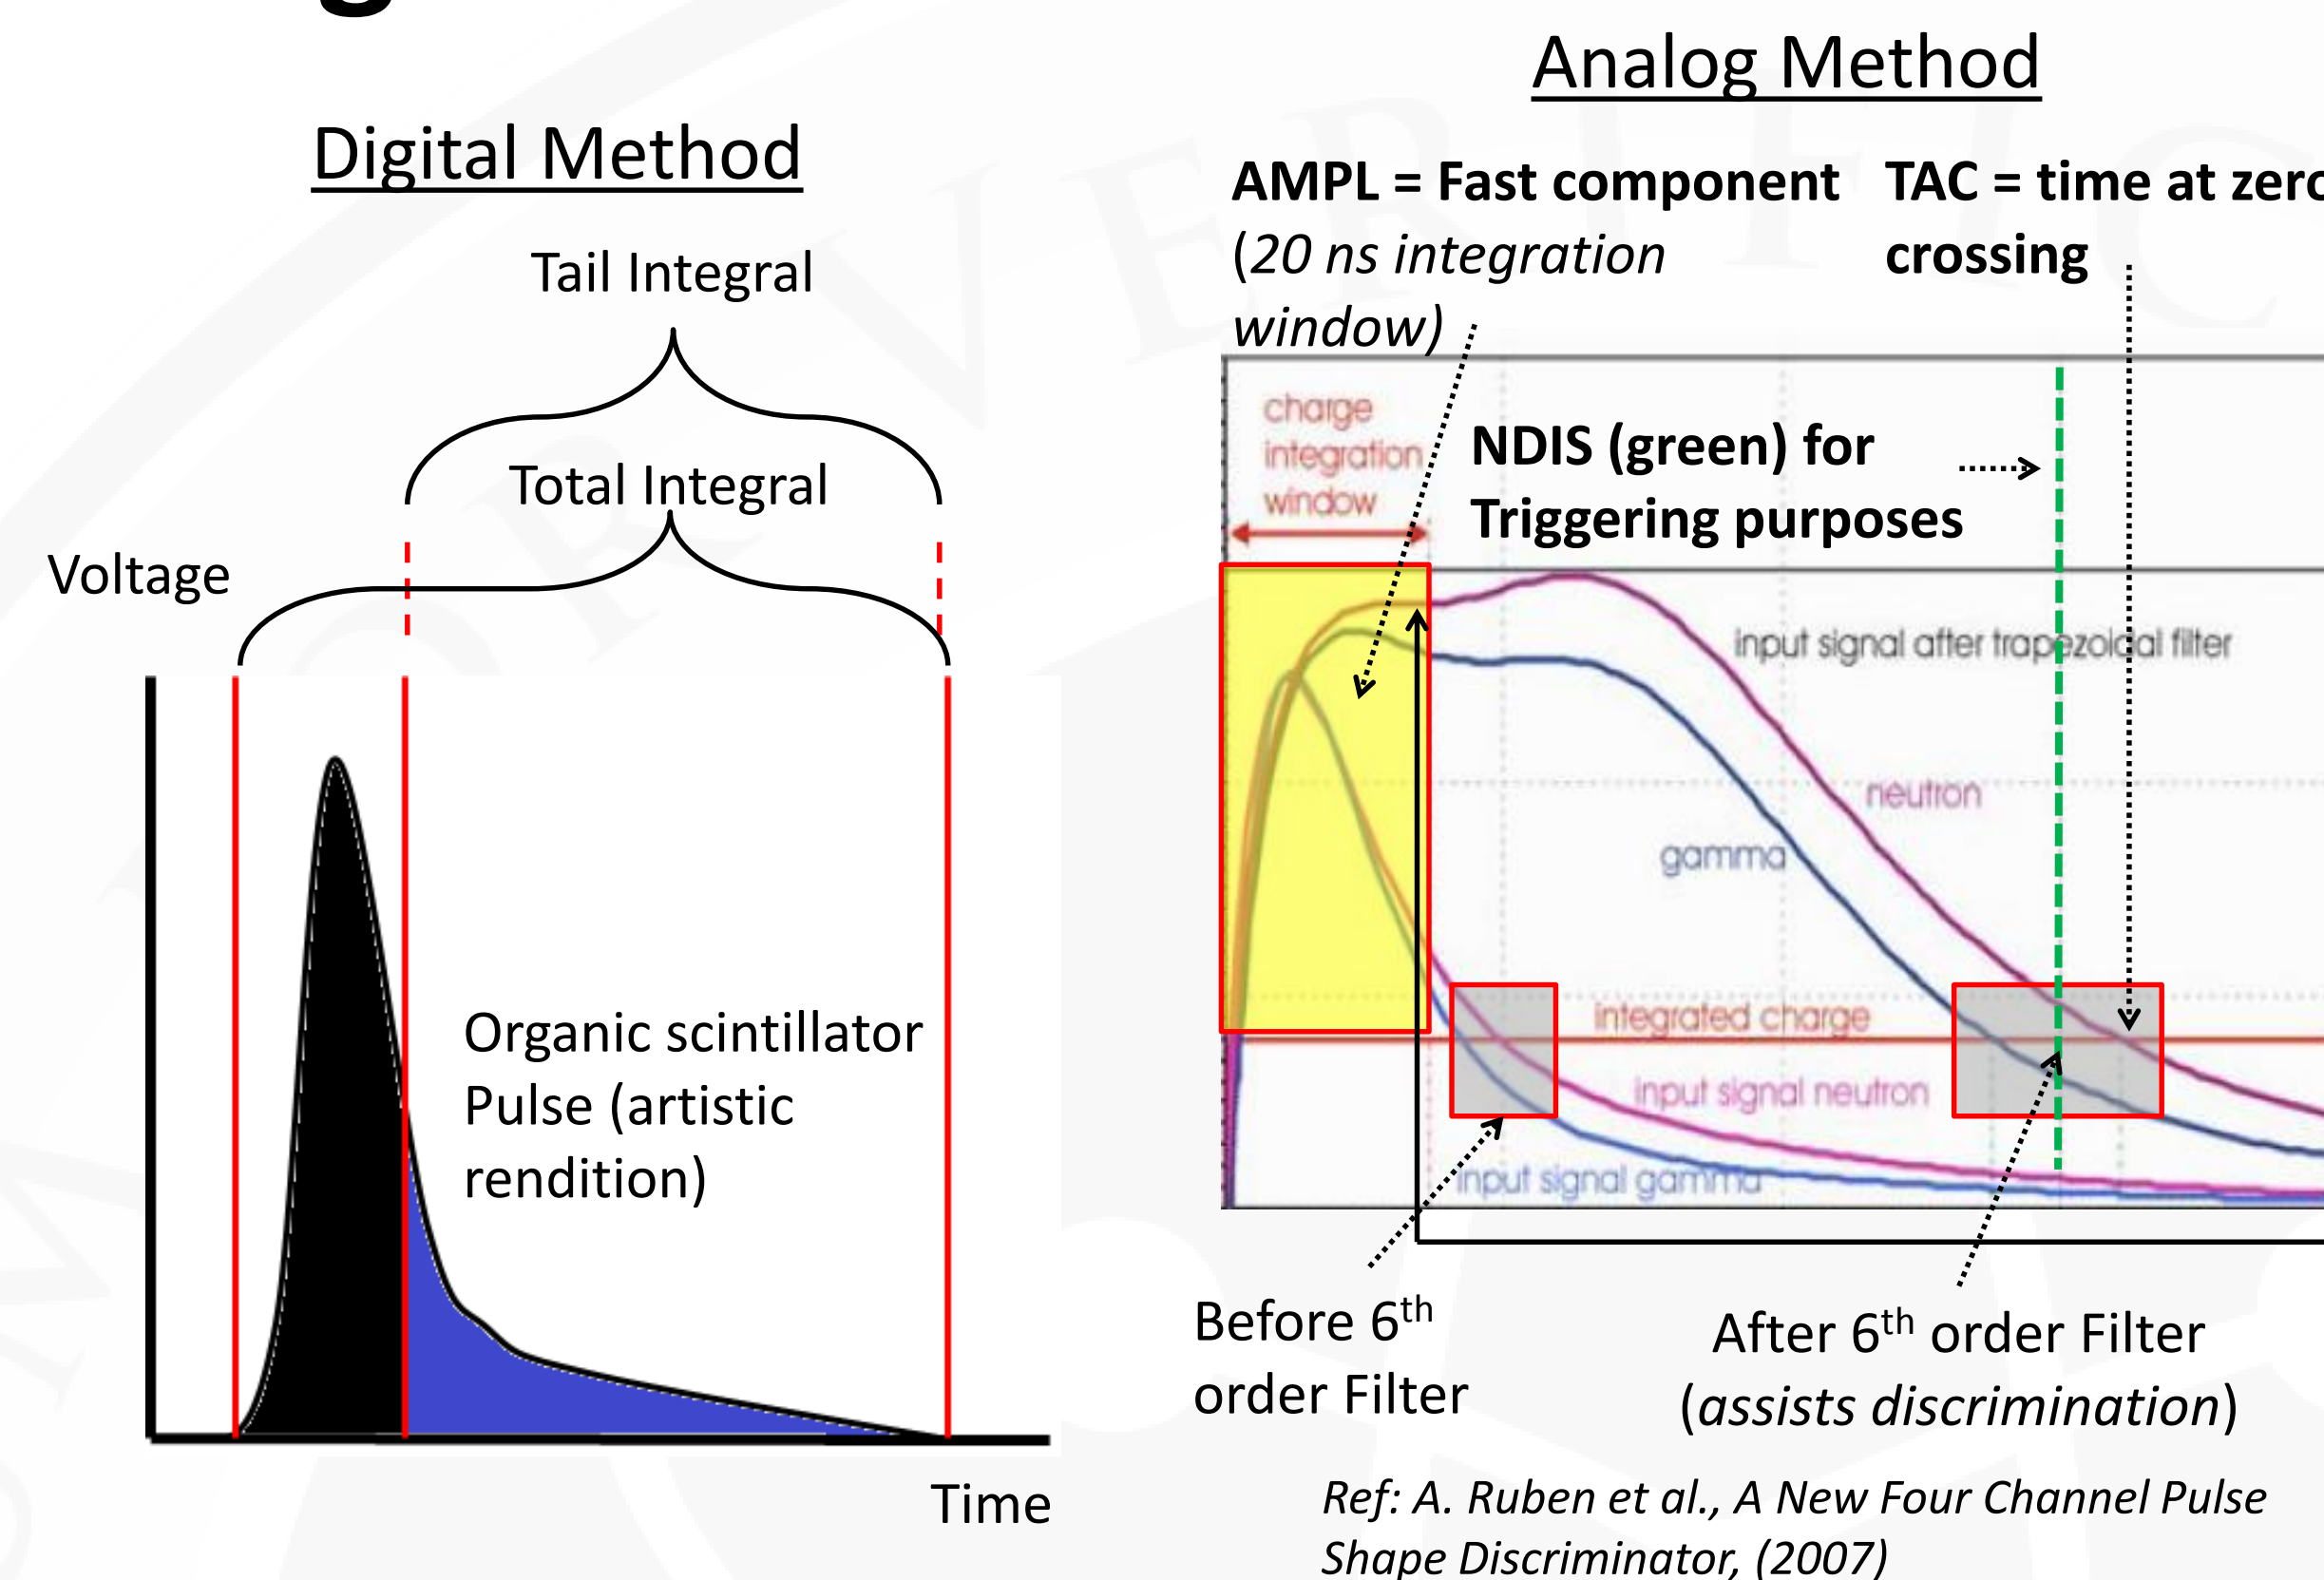 Digital Method
Tail Integral
Total Integral
Voltage
Organic scintillator
Pulse (artistic
rendition)
Time
Analog Method
AMPL = Fast component
(20 ns integration
window)
TAC = time at zero
crossing
charge
integration
window
NDIS (green) for
Triggering purposes
input signal after trapezoidal filter
neutron
gamma
integrated charge
input signal neutron
input signal gamma
Before 6th
order Filter
After 6th order Filter
(assists discrimination)
Ref: A. Ruben et al., A New Four Channel Pulse
Shape Discriminator, (2007)